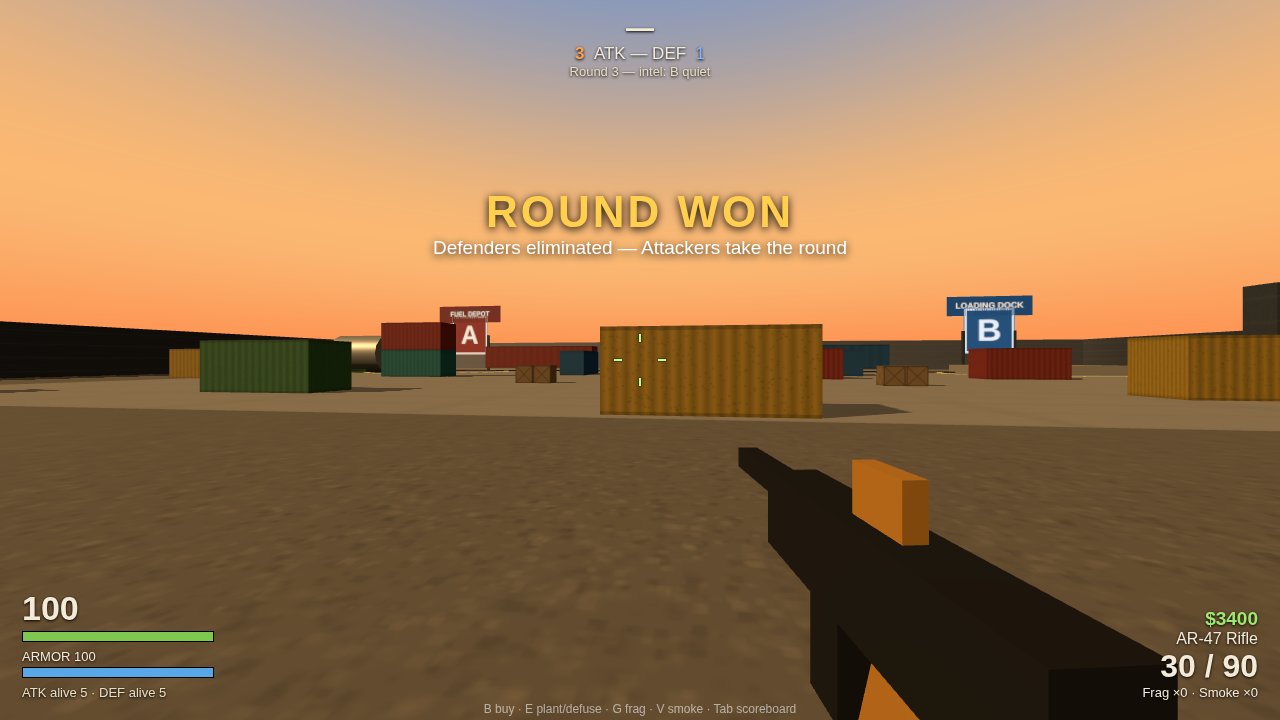 —
3 ATK — DEF 1
Round 3 — intel: B quiet
ROUND WON
Defenders eliminated — Attackers take the round
FUEL DEPOT
A
LOADING DOCK
B
100
ARMOR 100
ATK alive 5 · DEF alive 5
$3400
AR-47 Rifle
30 / 90
Frag ×0 · Smoke ×0
B buy · E plant/defuse · G frag · V smoke · Tab scoreboard